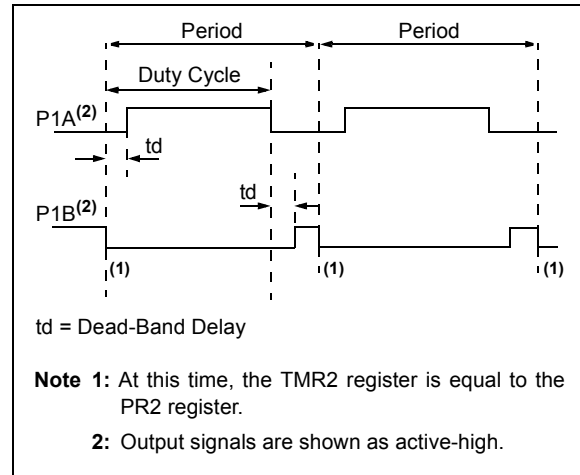 Period Period
Duty Cycle
P1A(2)
td
td
P1B(2)
(1) (1) (1)
td = Dead-Band Delay
Note 1: At this time, the TMR2 register is equal to the
PR2 register.
2: Output signals are shown as active-high.